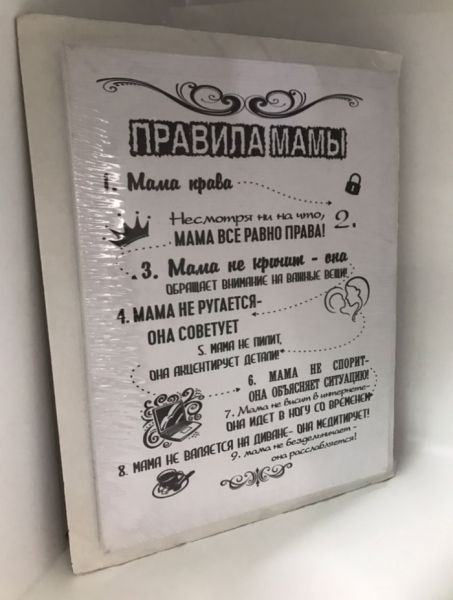 ПРАВИЛА МАМЫ
1. Мама права
Несмотря ни на что, 2.
МАМА ВСЁ РАВНО ПРАВА!
3. Мама не кричит - она
ОБРАЩАЕТ ВНИМАНИЕ НА ВАЖНЫЕ ВЕЩИ!
4. МАМА НЕ РУГАЕТСЯ-
ОНА СОВЕТУЕТ
5. МАМА НЕ ПИЛИТ,
ОНА АКЦЕНТИРУЕТ ДЕТАЛИ!
6. МАМА НЕ СПОРИТ-
ОНА ОБЪЯСНЯЕТ СИТУАЦИЮ!
7. Мама не висит в интернете-
ОНА ИДЕТ В НОГУ СО ВРЕМЕНЕМ
8. МАМА НЕ ВАЛЯЕТСЯ НА ДИВАНЕ- ОНА МЕДИТИРУЕТ!
9. мама не бездельничает -
она расслабляется!